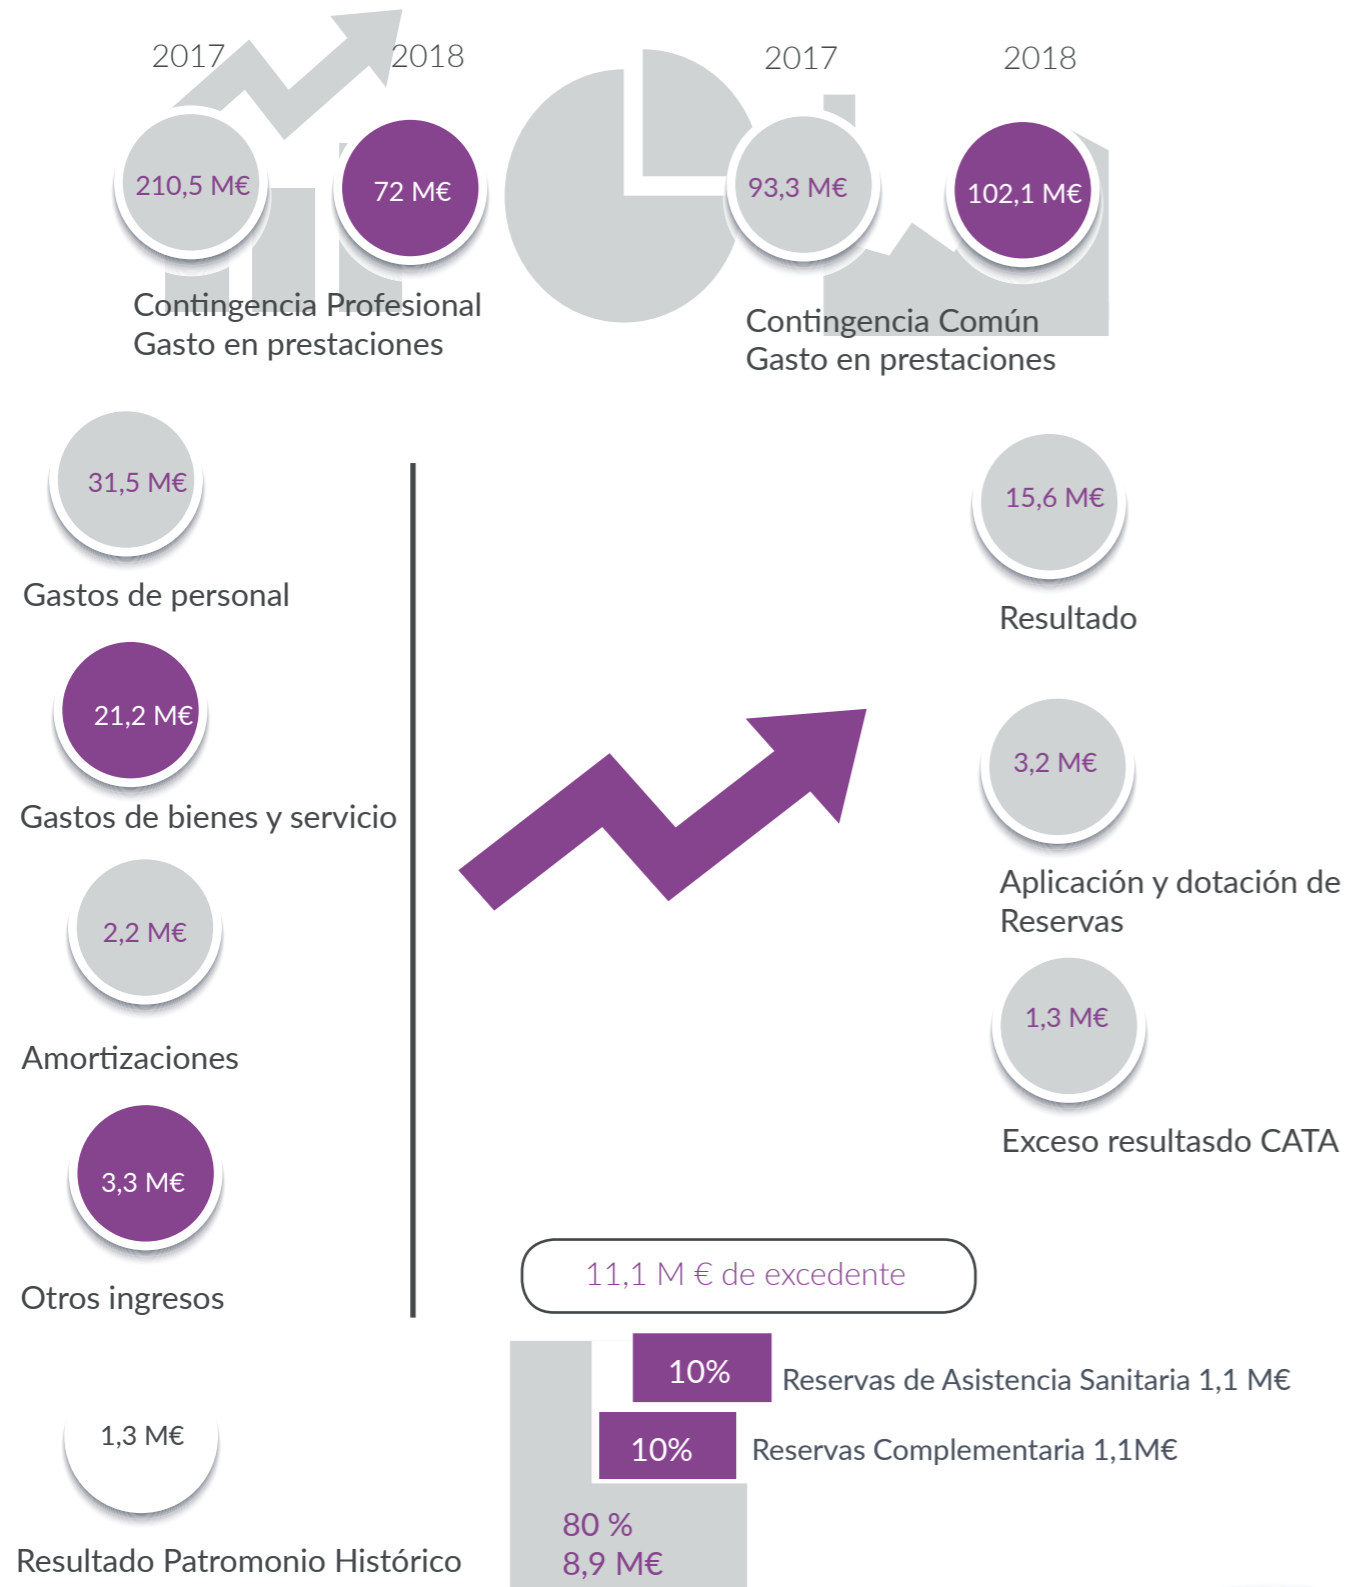 2017
2018
210,5 M€
72 M€
Contingencia Profesional
Gasto en prestaciones
2017
2018
93,3 M€
102,1 M€
Contingencia Común
Gasto en prestaciones
31,5 M€
Gastos de personal
21,2 M€
Gastos de bienes y servicio
2,2 M€
Amortizaciones
3,3 M€
Otros ingresos
1,3 M€
Resultado Patromonio Histórico
15,6 M€
Resultado
3,2 M€
Aplicación y dotación de
Reservas
1,3 M€
Exceso resultasdo CATA
11,1 M € de excedente
10%
Reservas de Asistencia Sanitaria 1,1 M€
10%
Reservas Complementaria 1,1M€
80 %
8,9 M€